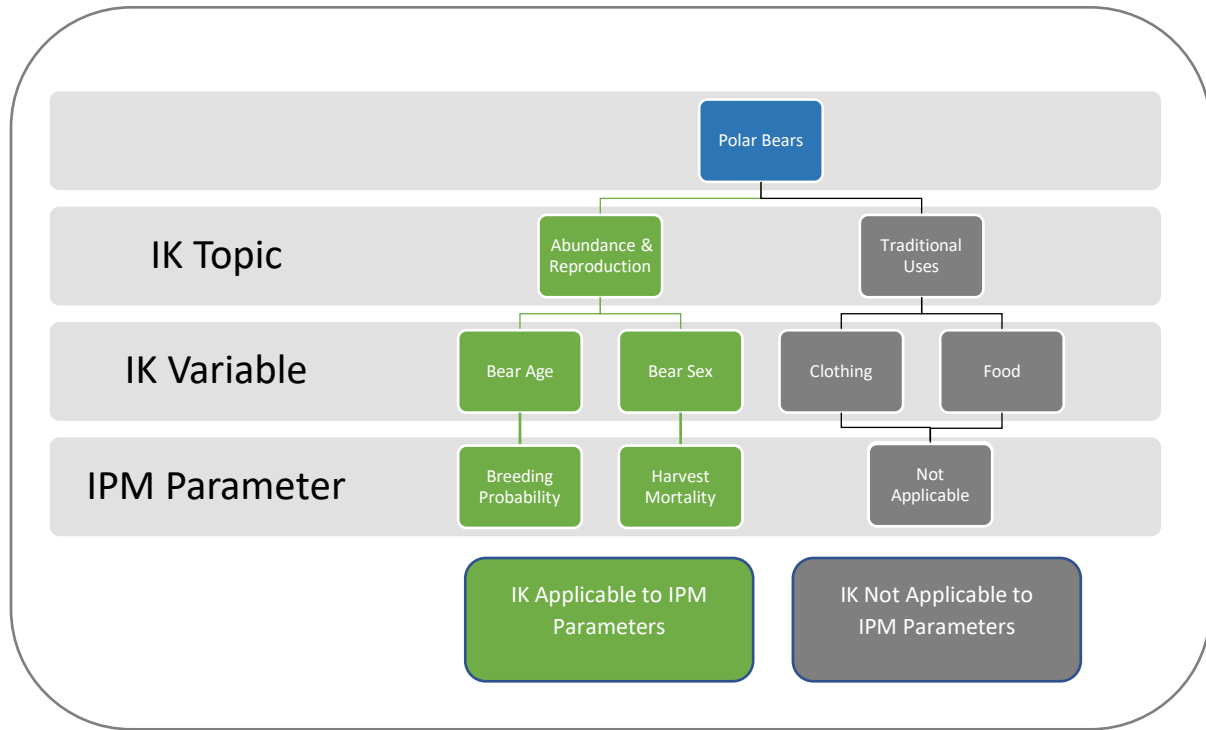 Polar Bears
IK Topic
Abundance &
Reproduction
Traditional
Uses
IK Variable
Bear Age
Bear Sex
Clothing
Food
IPM Parameter
Breeding
Probability
Harvest
Mortality
Not
Applicable
IK Applicable to IPM
Parameters
IK Not Applicable to
IPM Parameters